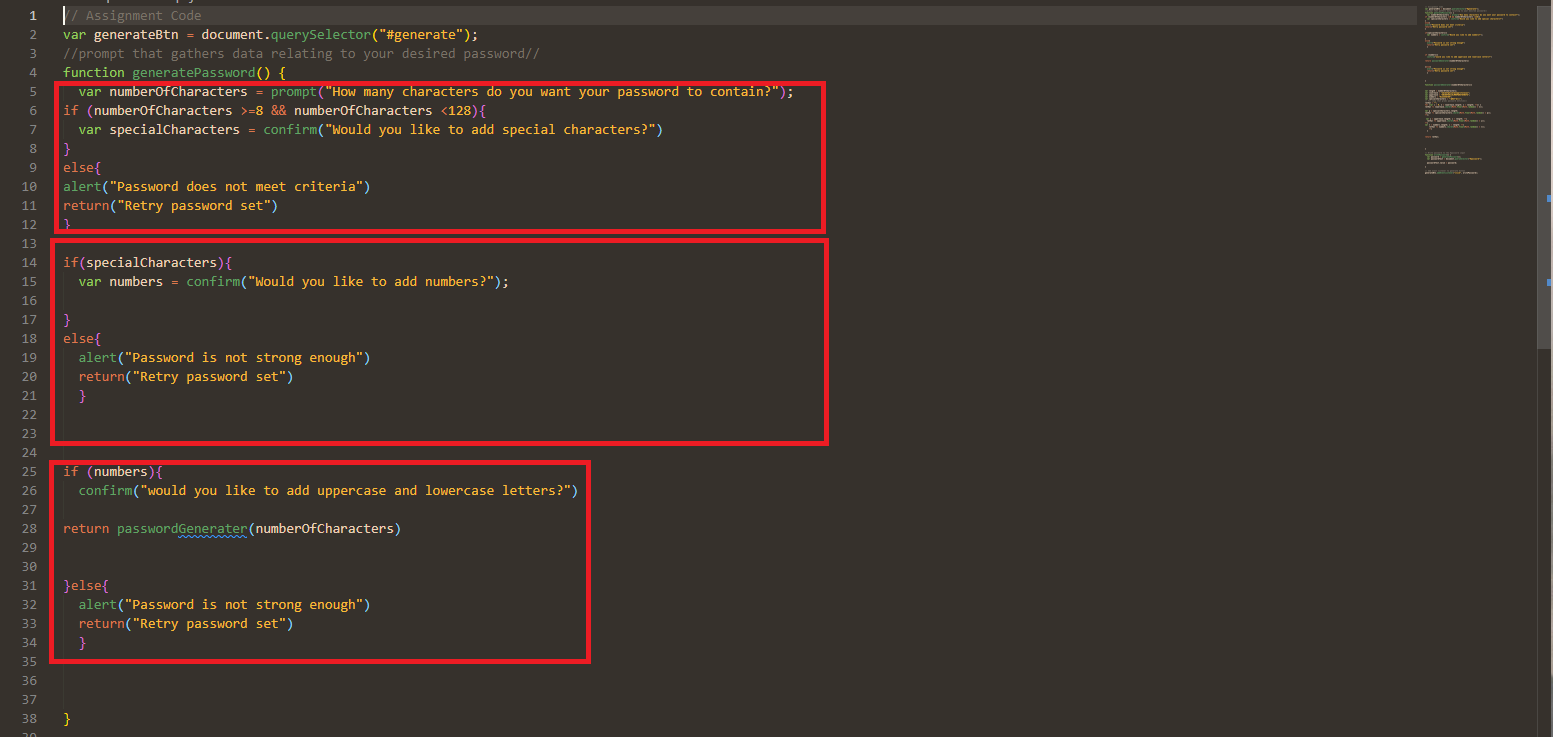 1 // Assignment Code
2 var generateBtn = document.querySelector("#generate");
3 //prompt that gathers data relating to your desired password//
4 function generatePassword() {
5   var numberOfCharacters = prompt("How many characters do you want your password to contain?");
6 if (numberOfCharacters >=8 && numberOfCharacters <128){
7   var specialCharacters = confirm("Would you like to add special characters?")
8 }
9 else{
10 alert("Password does not meet criteria")
11 return("Retry password set")
12 }
13
14 if(specialCharacters){
15   var numbers = confirm("Would you like to add numbers?");
16
17 }
18 else{
19   alert("Password is not strong enough")
20   return("Retry password set")
21   }
22
23
24
25 if (numbers){
26   confirm("would you like to add uppercase and lowercase letters?")
27
28 return passwordGenerater(numberOfCharacters)
29
30
31 }else{
32   alert("Password is not strong enough")
33   return("Retry password set")
34   }
35
36
37
38 }